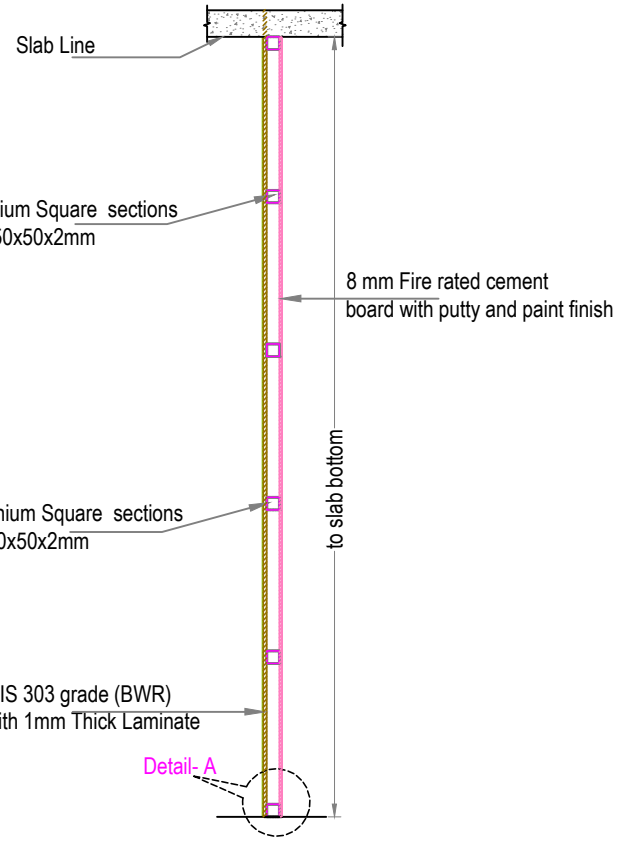 Slab Line
ium Square sections
50x50x2mm
8 mm Fire rated cement
board with putty and paint finish
to slab bottom
nium Square sections
0x50x2mm
IS 303 grade (BWR)
ith 1mm Thick Laminate
Detail- A